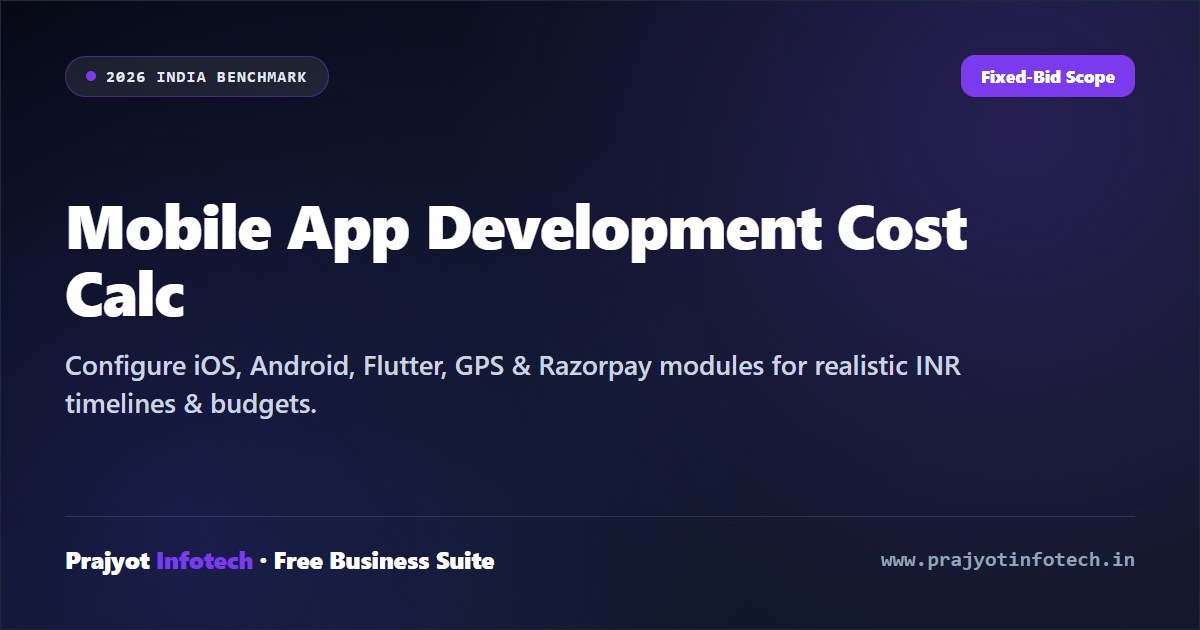 2026 INDIA BENCHMARK
Fixed-Bid Scope
Mobile App Development Cost
Calc
Configure iOS, Android, Flutter, GPS & Razorpay modules for realistic INR
timelines & budgets.
Prajyot Infotech · Free Business Suite
www.prajyotinfotech.in